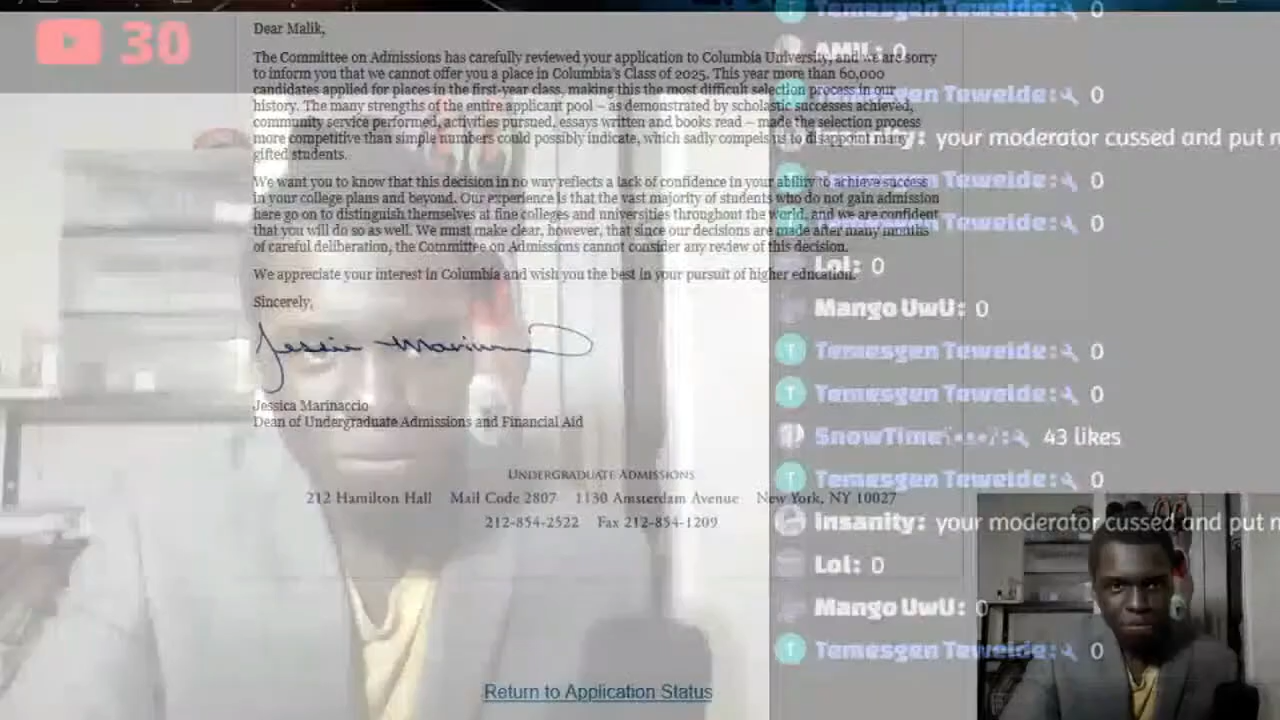 30
Dear Malik,
The Committee on Admissions has carefully reviewed your application to Columbia University, and we are sorry
to inform you that we cannot offer you a place in Columbia's Class of 2025. This year more than 60,000
candidates applied for places in the first-year class, making this the most difficult selection process in our
history. The many strengths of the entire applicant pool – as demonstrated by scholastic successes achieved,
community service performed, activities pursued, essays written and books read – made the selection process
more competitive than simple numbers could possibly indicate, which sadly compels us to disappoint many
gifted students.
We want you to know that this decision in no way reflects a lack of confidence in your ability to achieve success
in your college plans and beyond. Our experience is that the vast majority of students who do not gain admission
here go on to distinguish themselves at fine colleges and universities throughout the world, and we are confident
that you will do so as well. We must make clear, however, that since our decisions are made after many months
of careful deliberation, the Committee on Admissions cannot consider any review of this decision.
We appreciate your interest in Columbia and wish you the best in your pursuit of higher education.
Sincerely,
Jessica Marinaccio
Dean of Undergraduate Admissions and Financial Aid
Undergraduate Admissions
212 Hamilton Hall Mail Code 2807 1130 Amsterdam Avenue New York, NY 10027
212-854-2522 Fax 212-854-1209
Return to Application Status
Temesgen Tewelde: 0
AMiL: 0
Temesgen Tewelde: 0
Insanity: your moderator cussed and put
Temesgen Tewelde: 0
Temesgen Tewelde: 0
Lol: 0
Mango UwU: 0
Temesgen Tewelde: 0
Temesgen Tewelde: 0
SnowTime 43 likes
Temesgen Tewelde: 0
Insanity: your moderator cussed and put
Lol: 0
Mango UwU: 0
Temesgen Tewelde: 0